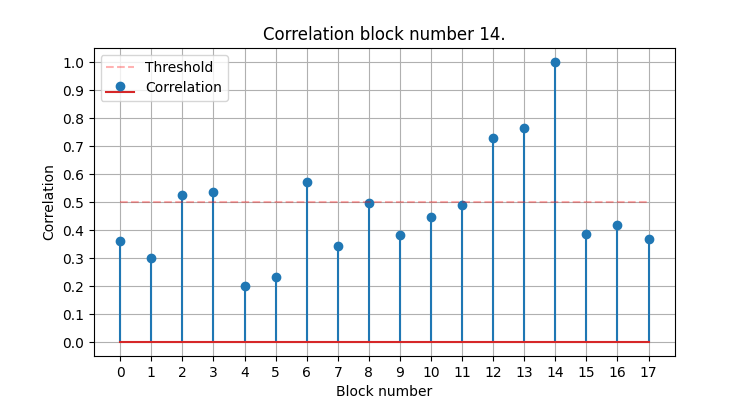 Correlation block number 14.
Threshold
Correlation
1.0
0.9
0.8
0.7
0.6
0.5
0.4
0.3
0.2
0.1
0.0
Correlation
0 1 2 3 4 5 6 7 8 9 10 11 12 13 14 15 16 17
Block number